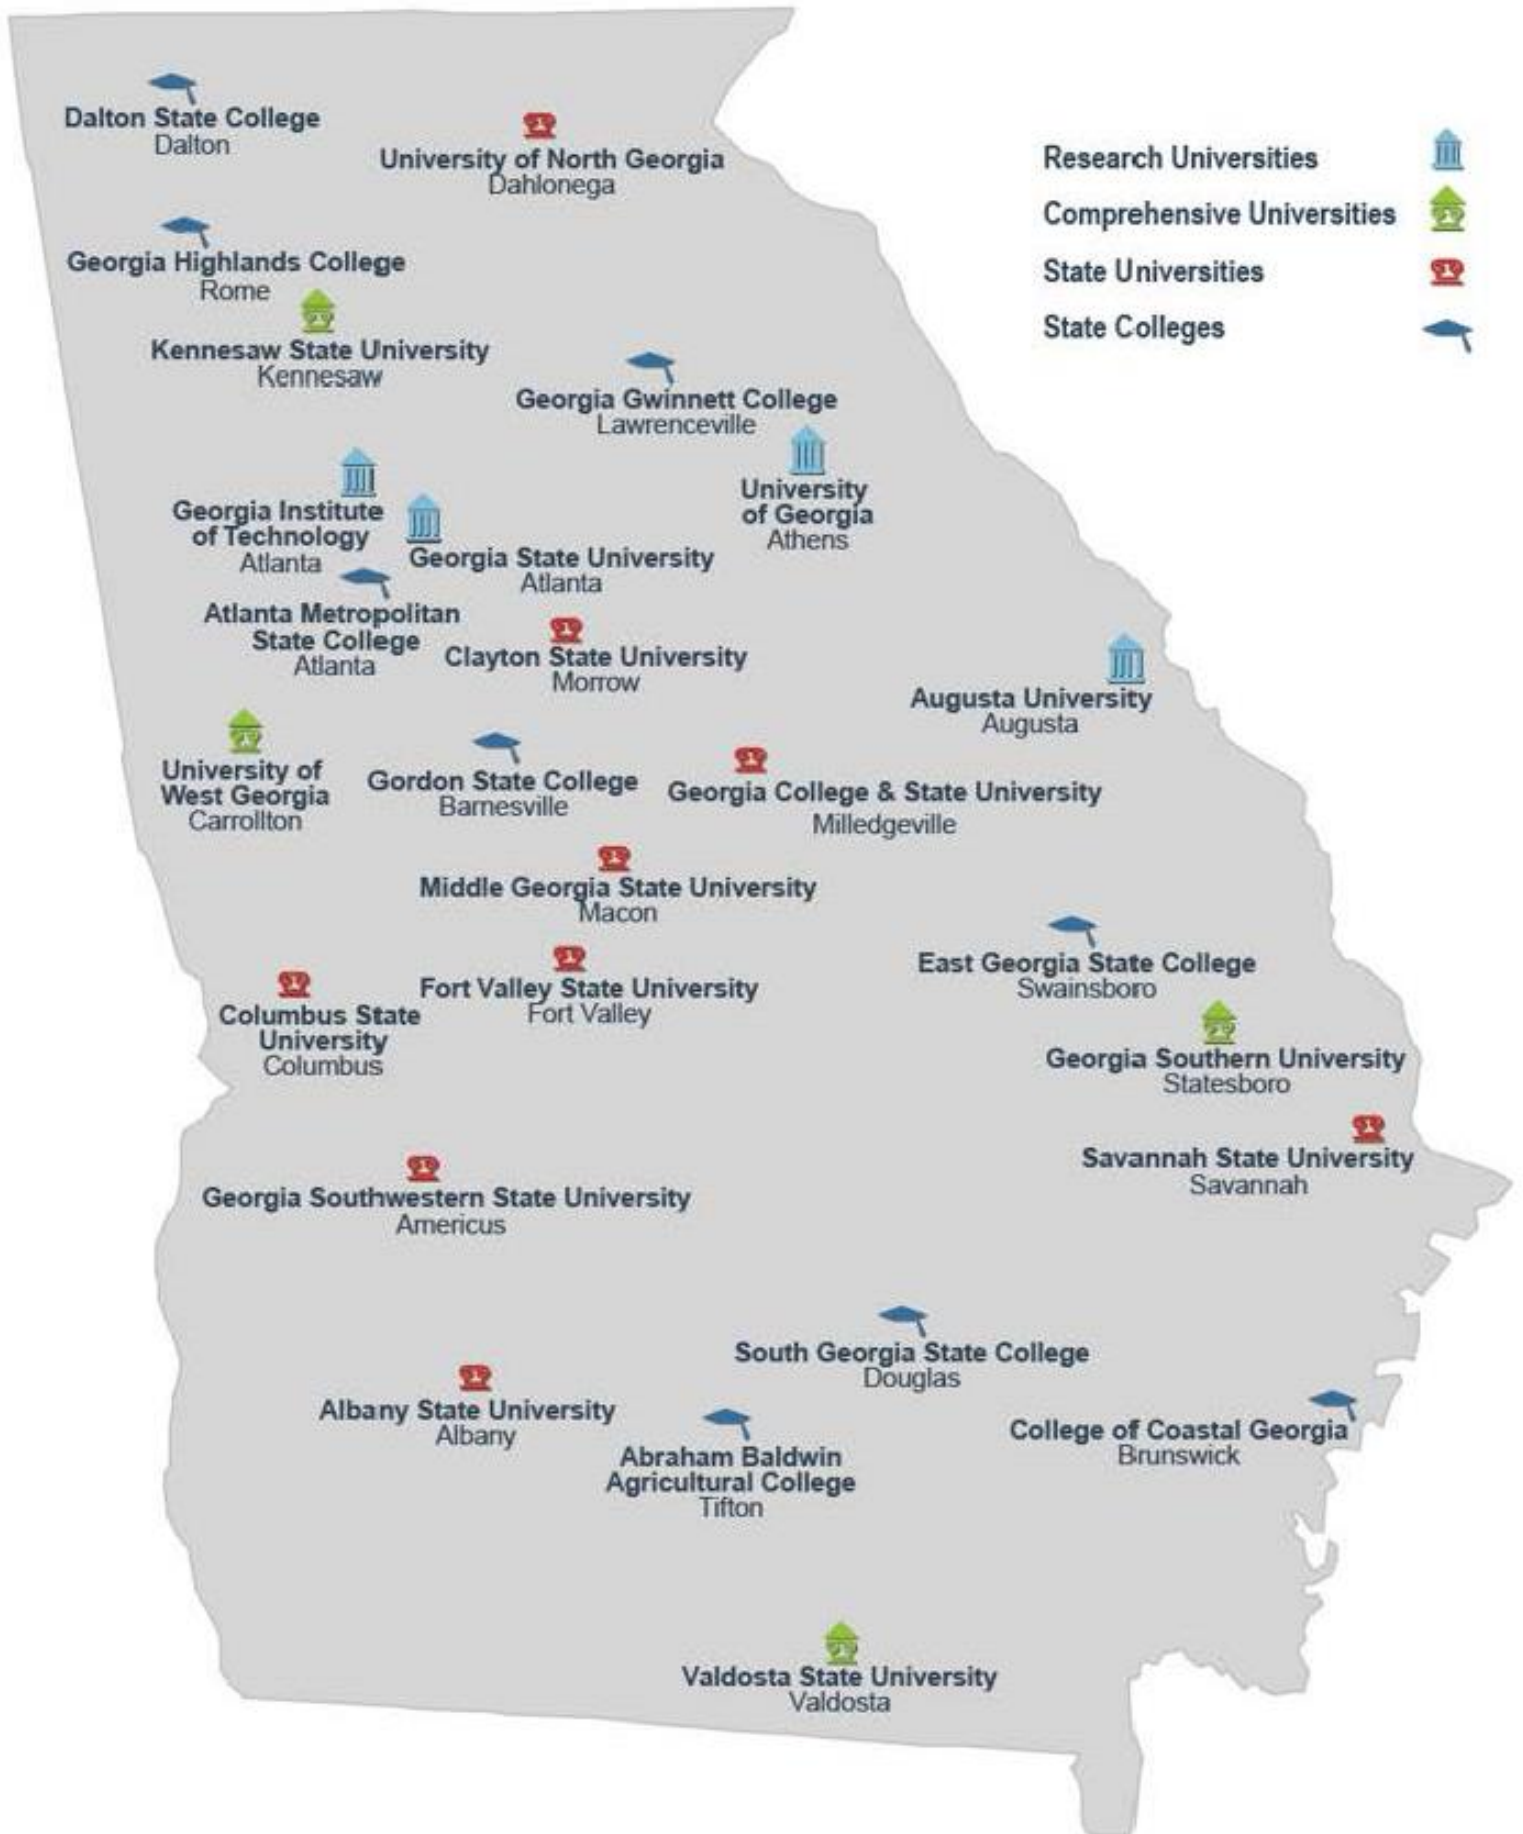 Dalton State College
Dalton
University of North Georgia
Dahlonega
Research Universities
Comprehensive Universities
State Universities
State Colleges
Georgia Highlands College
Rome
Kennesaw State University
Kennesaw
Georgia Gwinnett College
Lawrenceville
University
of Georgia
Athens
Georgia Institute
of Technology
Atlanta
Georgia State University
Atlanta
Atlanta Metropolitan
State College
Atlanta
Clayton State University
Morrow
Augusta University
Augusta
University of
West Georgia
Carrollton
Gordon State College
Barnesville
Georgia College & State University
Milledgeville
Middle Georgia State University
Macon
East Georgia State College
Swainsboro
Fort Valley State University
Fort Valley
Columbus State
University
Columbus
Georgia Southern University
Statesboro
Savannah State University
Savannah
Georgia Southwestern State University
Americus
South Georgia State College
Douglas
Albany State University
Albany
College of Coastal Georgia
Brunswick
Abraham Baldwin
Agricultural College
Tifton
Valdosta State University
Valdosta